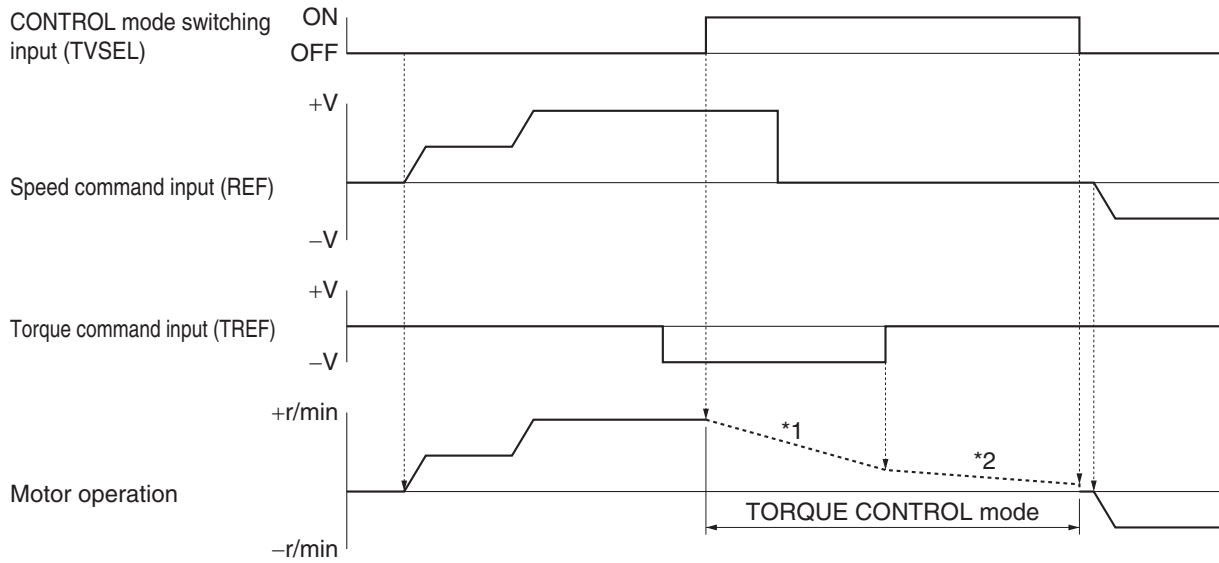 CONTROL mode switching
input (TVSEL)
ON
OFF
+V
Speed command input (REF)
−V
+V
Torque command input (TREF)
−V
+r/min
*1
*2
Motor operation
TORQUE CONTROL mode
−r/min